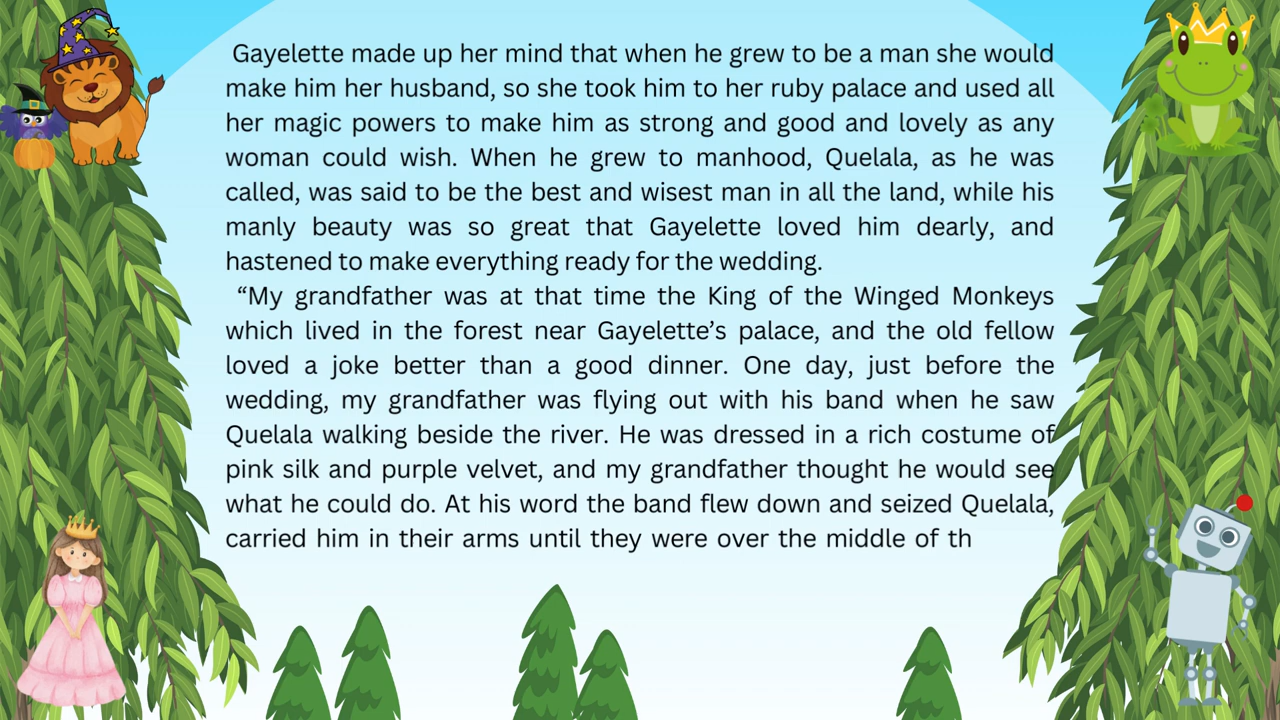 Gayelette made up her mind that when he grew to be a man she would
make him her husband, so she took him to her ruby palace and used all
her magic powers to make him as strong and good and lovely as any
woman could wish. When he grew to manhood, Quelala, as he was
called, was said to be the best and wisest man in all the land, while his
manly beauty was so great that Gayelette loved him dearly, and
hastened to make everything ready for the wedding.
“My grandfather was at that time the King of the Winged Monkeys
which lived in the forest near Gayelette’s palace, and the old fellow
loved a joke better than a good dinner. One day, just before the
wedding, my grandfather was flying out with his band when he saw
Quelala walking beside the river. He was dressed in a rich costume of
pink silk and purple velvet, and my grandfather thought he would see
what he could do. At his word the band flew down and seized Quelala,
carried him in their arms until they were over the middle of th